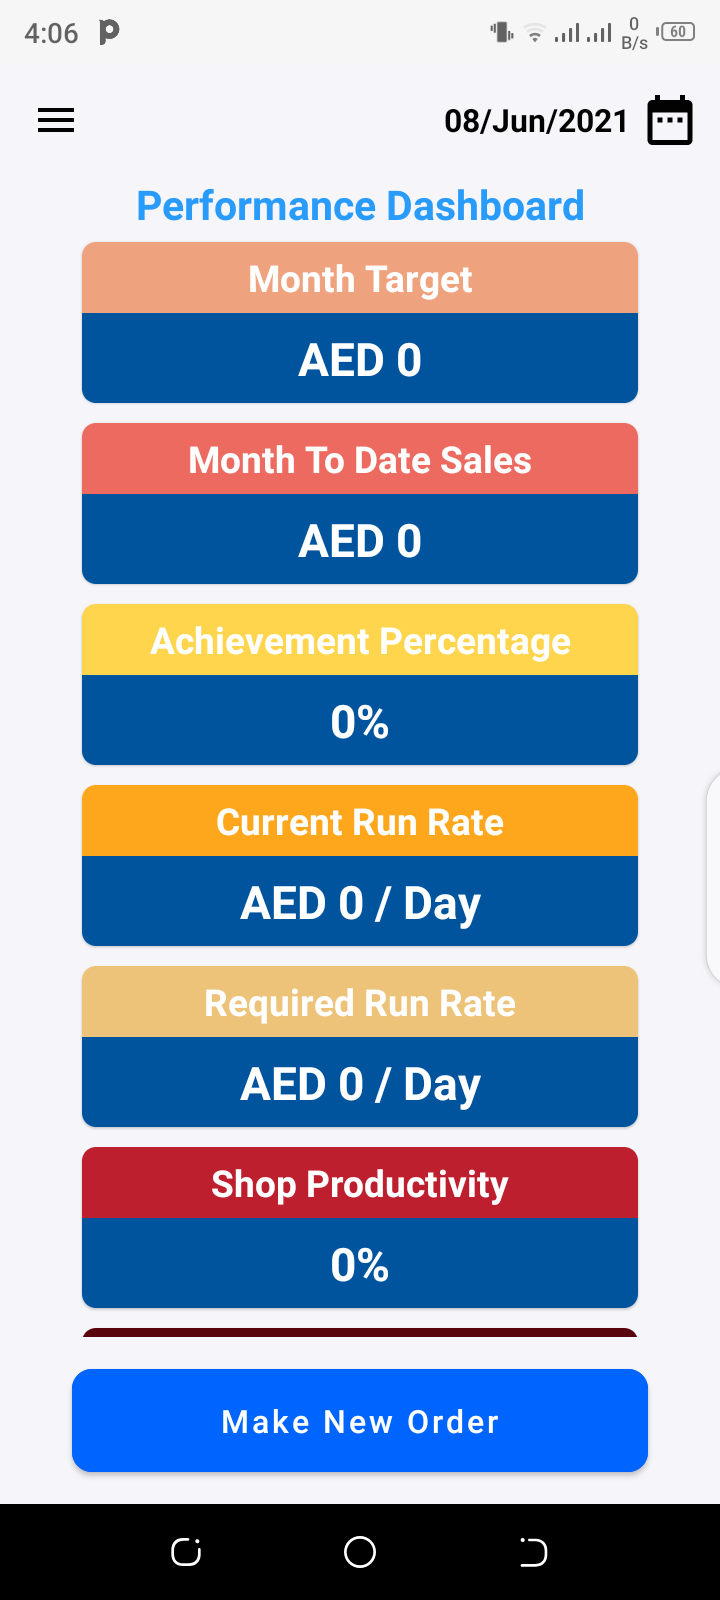 4:06
0
B/s
60
08/Jun/2021
Performance Dashboard
Month Target
AED 0
Month To Date Sales
AED 0
Achievement Percentage
0%
Current Run Rate
AED 0 / Day
Required Run Rate
AED 0 / Day
Shop Productivity
0%
Make New Order